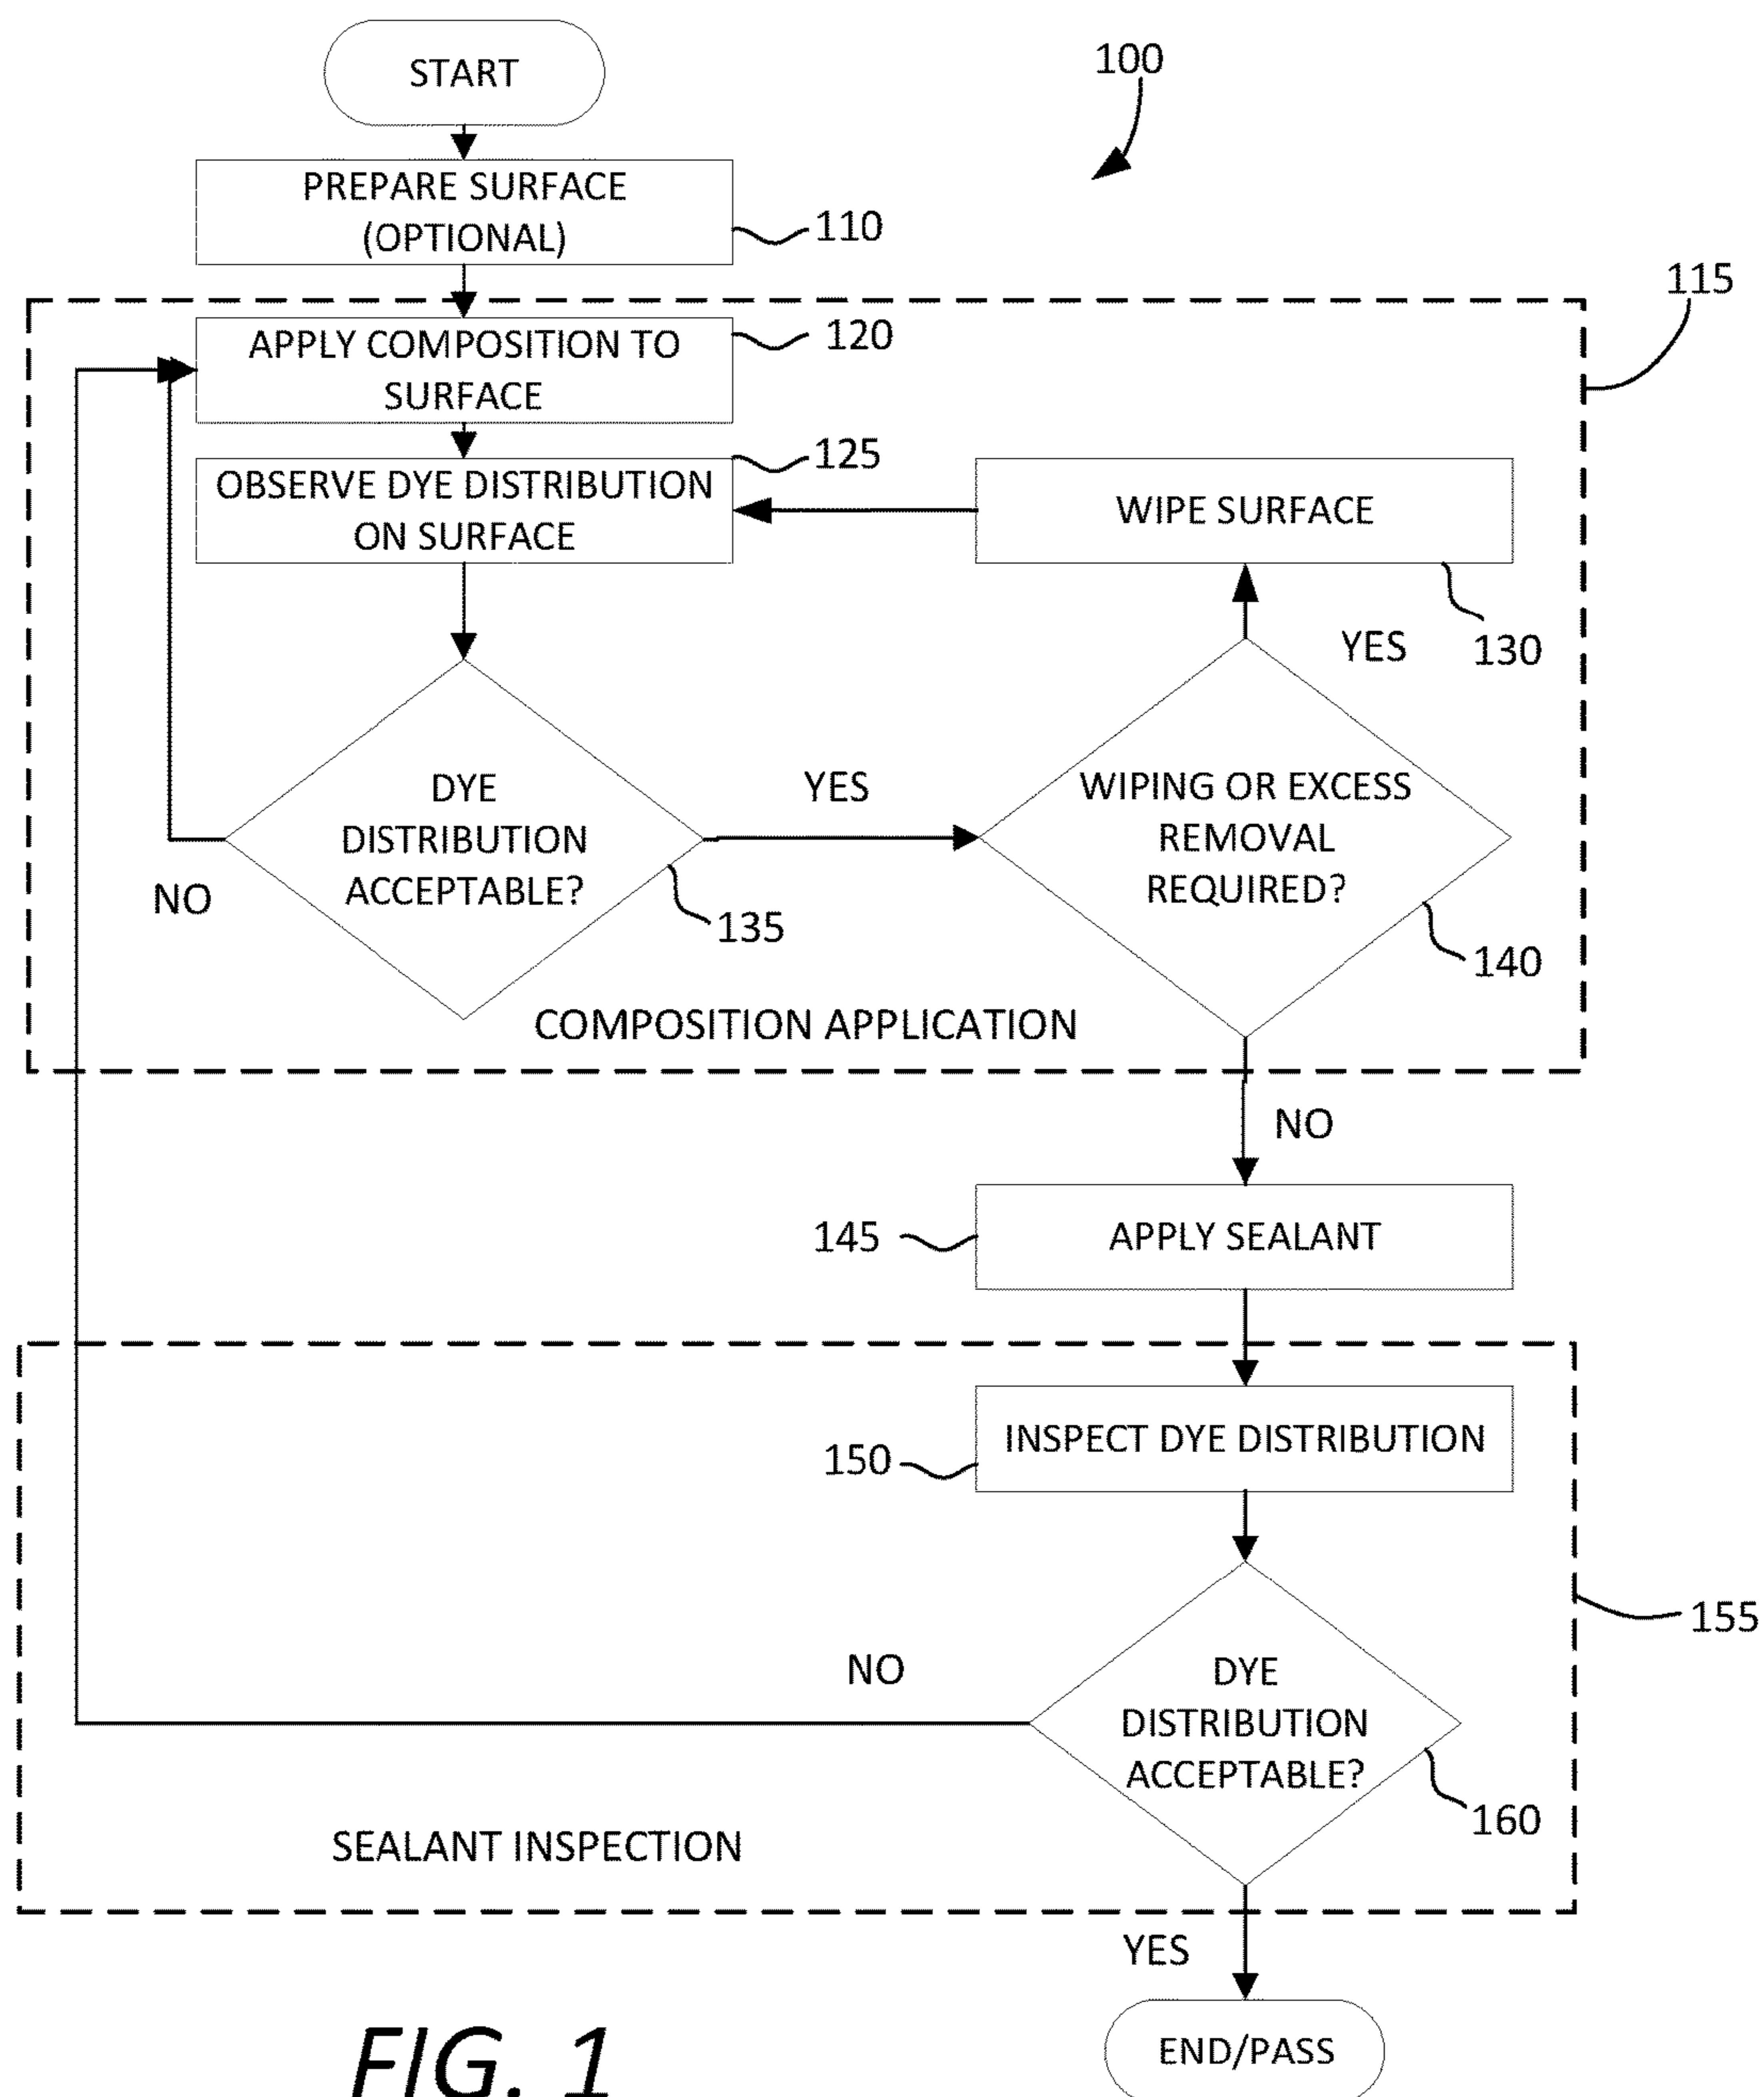 START
100
PREPARE SURFACE
(OPTIONAL)
110
115
APPLY COMPOSITION TO
SURFACE
120
125
OBSERVE DYE DISTRIBUTION
ON SURFACE
WIPE SURFACE
130
YES
DYE
DISTRIBUTION
ACCEPTABLE?
YES
NO
135
WIPING OR EXCESS
REMOVAL
REQUIRED?
140
COMPOSITION APPLICATION
NO
145
APPLY SEALANT
150
INSPECT DYE DISTRIBUTION
155
NO
DYE
DISTRIBUTION
ACCEPTABLE?
160
SEALANT INSPECTION
YES
END/PASS
FIG. 1